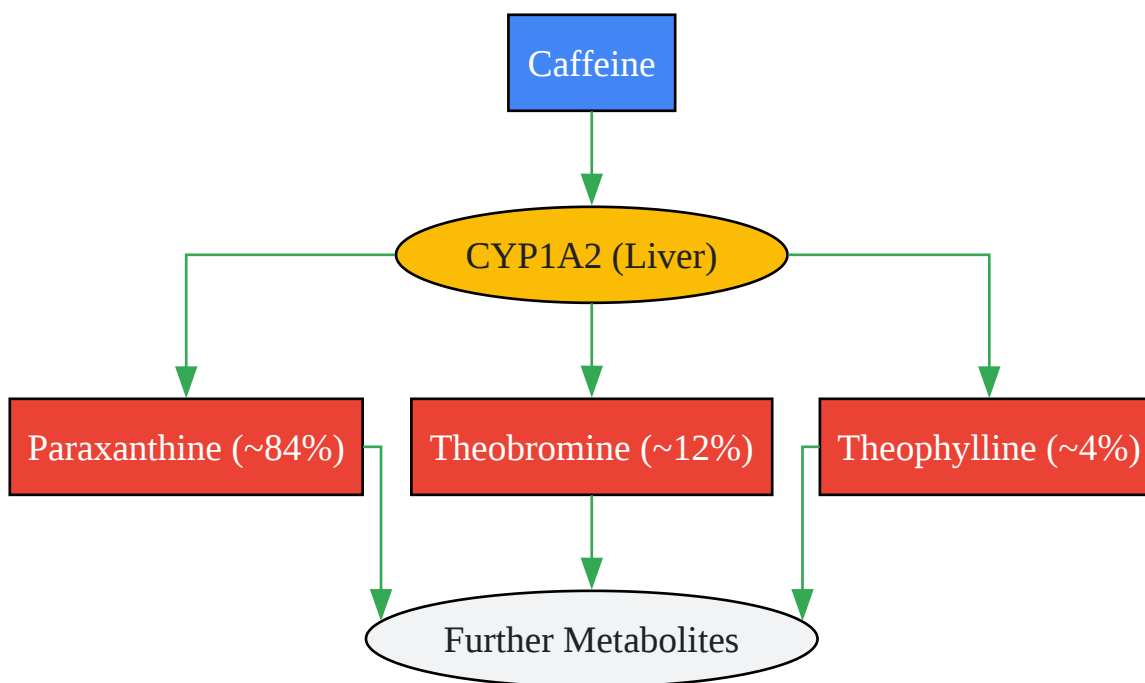 Caffeine
CYP1A2 (Liver)
Paraxanthine (~84%)
Theobromine (~12%)
Theophylline (~4%)
Further Metabolites